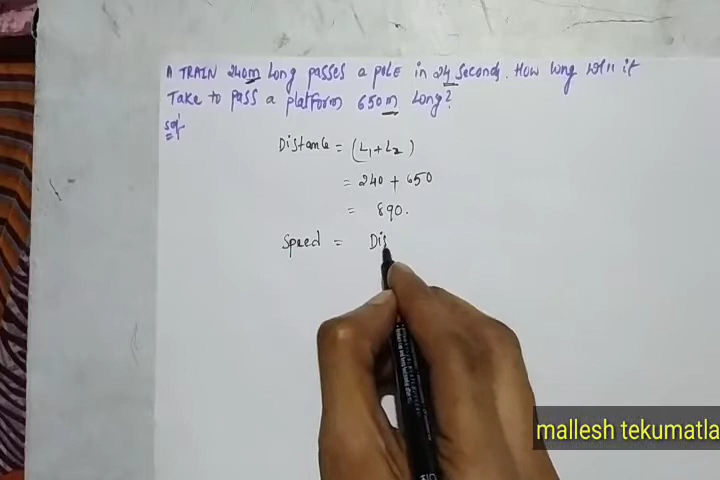 A TRAIN 240m Long passes a pole in 24 Seconds. How long will it
Take to pass a platform 650m Long?
Sol
Distance = (L₁+L₂)
= 240 + 650
= 890.
Speed = Dis
mallesh tekumatla